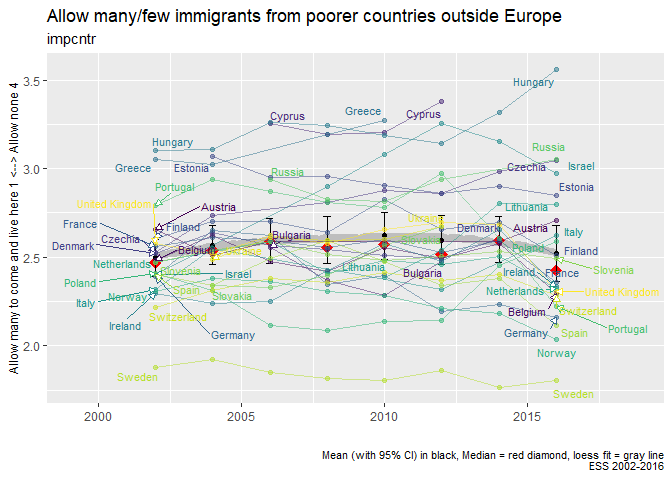 Allow many/few immigrants from poorer countries outside Europe
impcntr
Allow many to come live here 1 <--> Allow none 4
3.5
3.0
2.5
2.0
Hungary
Greece
Portugal
United Kingdom
France
Denmark
Czechia
Finland
Austria
Belgium
Netherlands
Poland
Slovenia
Israel
Norway
Spain
Slovakia
Italy
Ireland
Switzerland
Germany
Sweden
Estonia
Cyprus
Russia
Bulgaria
Lithuania
Greece
Cyprus
Ukraine
Denmark
Bulgaria
Hungary
Russia
Israel
Czechia
Estonia
Lithuania
Austria
Italy
Poland
Finland
Slovenia
Ireland
France
Netherlands
United Kingdom
Belgium
Switzerland
Germany
Spain
Portugal
Norway
Sweden
2000
2005
2010
2015
Mean (with 95% CI) in black, Median = red diamond, loess fit = gray line
ESS 2002-2016